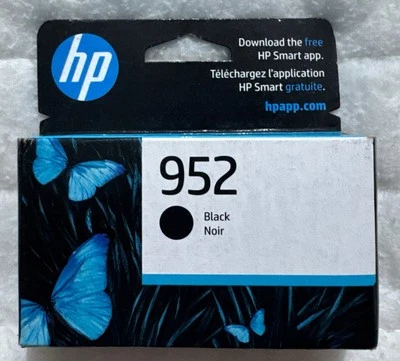 hp
Download the free
HP Smart app.
Téléchargez l'application
HP Smart gratuite.
hpapp.com
952
Black
Noir